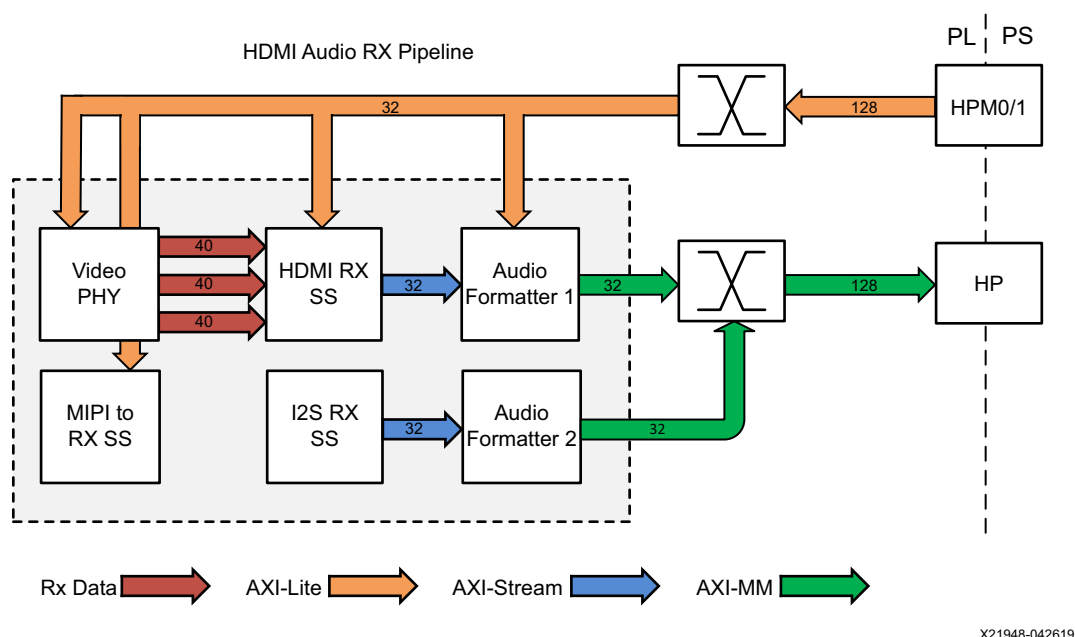 HDMI Audio RX Pipeline
PL
PS
32
128
HPM0/1
Video
PHY
40
40
40
HDMI RX
SS
32
Audio
Formatter 1
32
128
HP
MIPI to
RX SS
I2S RX
SS
32
Audio
Formatter 2
32
Rx Data
AXI-Lite
AXI-Stream
AXI-MM
X21948-042619